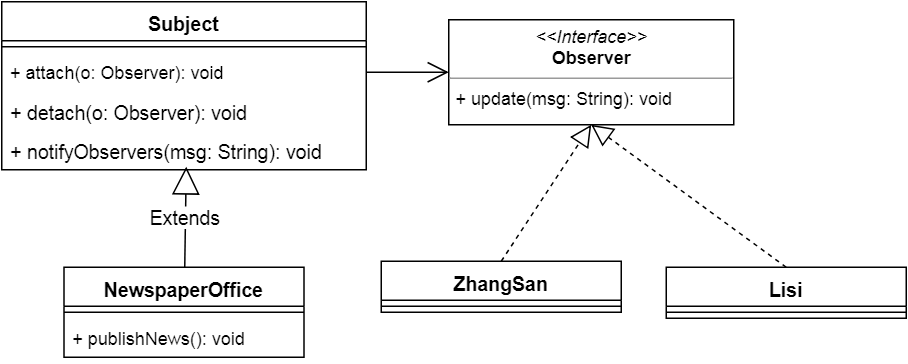 Subject
+ attach(o: Observer): void
+ detach(o: Observer): void
+ notifyObservers(msg: String): void
<<Interface>>
Observer
+ update(msg: String): void
Extends
NewspaperOffice
+ publishNews(): void
ZhangSan
Lisi